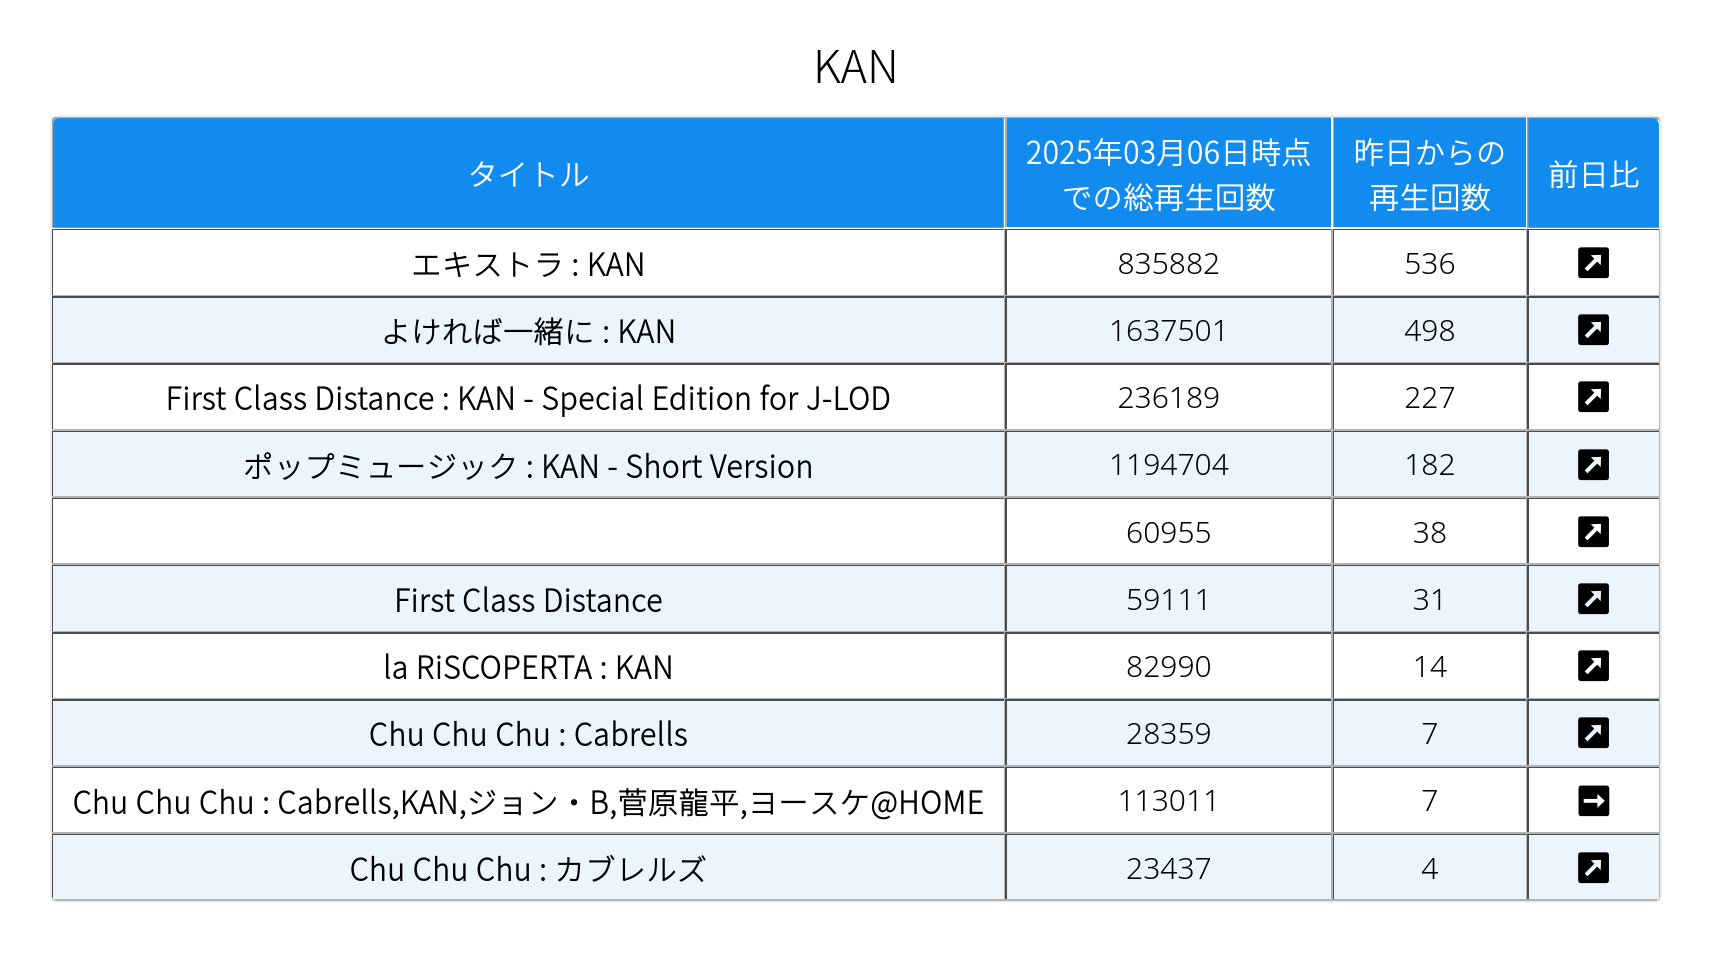 KAN
タイトル 2025年03月06日時点 昨日からの 前日比
での総再生回数 再生回数
エキストラ : KAN 835882 536
よければ一緒に : KAN 1637501 498
First Class Distance : KAN - Special Edition for J-LOD 236189 227
ポップミュージック : KAN - Short Version 1194704 182
60955 38
First Class Distance 59111 31
la RiSCOPERTA : KAN 82990 14
Chu Chu Chu : Cabrells 28359 7
Chu Chu Chu : Cabrells,KAN,ジョン・B,菅原龍平,ヨースケ@HOME 113011 7
Chu Chu Chu : カブレルズ 23437 4